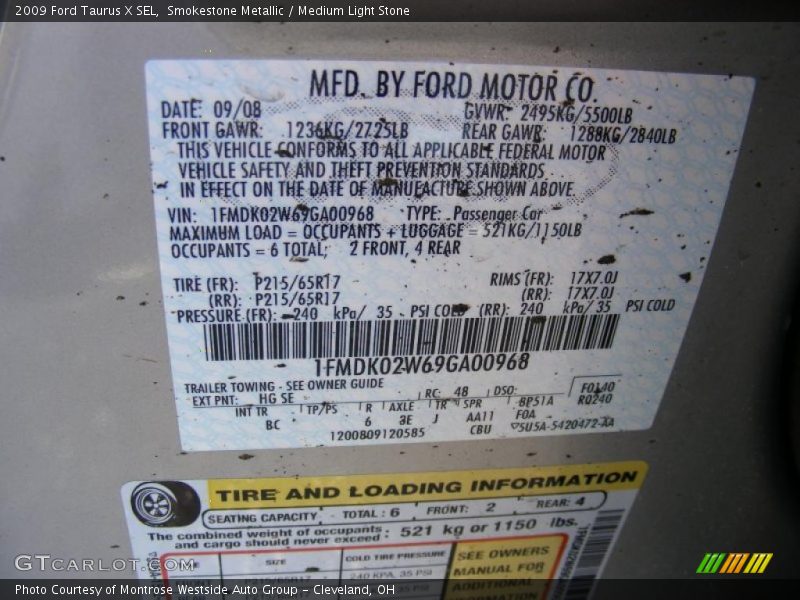 2009 Ford Taurus X SEL, Smokestone Metallic / Medium Light Stone
MFD. BY FORD MOTOR CO.
DATE: 09/08 GVWR: 2495KG/5500LB
FRONT GAWR: 1236KG/2725LB REAR GAWR: 1288KG/2840LB
THIS VEHICLE CONFORMS TO ALL APPLICABLE FEDERAL MOTOR
VEHICLE SAFETY AND THEFT PREVENTION STANDARDS
IN EFFECT ON THE DATE OF MANUFACTURE SHOWN ABOVE.
VIN: 1FMDK02W69GA00968 TYPE: Passenger Car
MAXIMUM LOAD = OCCUPANTS + LUGGAGE = 521KG/1150LB
OCCUPANTS = 6 TOTAL; 2 FRONT, 4 REAR
TIRE (FR): P215/65R17 RIMS (FR): 17X7.0J
(RR): P215/65R17 (RR): 17X7.0J
PRESSURE (FR): 240 kPa/ 35 PSI COLD (RR): 240 kPa/ 35 PSI COLD
1FMDK02W69GA00968
TRAILER TOWING - SEE OWNER GUIDE
EXT PNT: HG SE RC: 48 DSO: F0140
R0240
INT TR TP/PS R AXLE TR SPR BP51A
BC 6 3E J AA11 F0A
1200809120585 CBU 5U5A-5420472-AA
TIRE AND LOADING INFORMATION
SEATING CAPACITY TOTAL: 6 FRONT: 2 REAR: 4
The combined weight of occupants and cargo should never exceed: 521 kg or 1150 lbs.
SIZE COLD TIRE PRESSURE SEE OWNERS
MANUAL FOR
P215/65R17 240 KPA, 35 PSI ADDITIONAL
INFORMATION
GTCarLot.com
Photo Courtesy of Montrose Westside Auto Group - Cleveland, OH